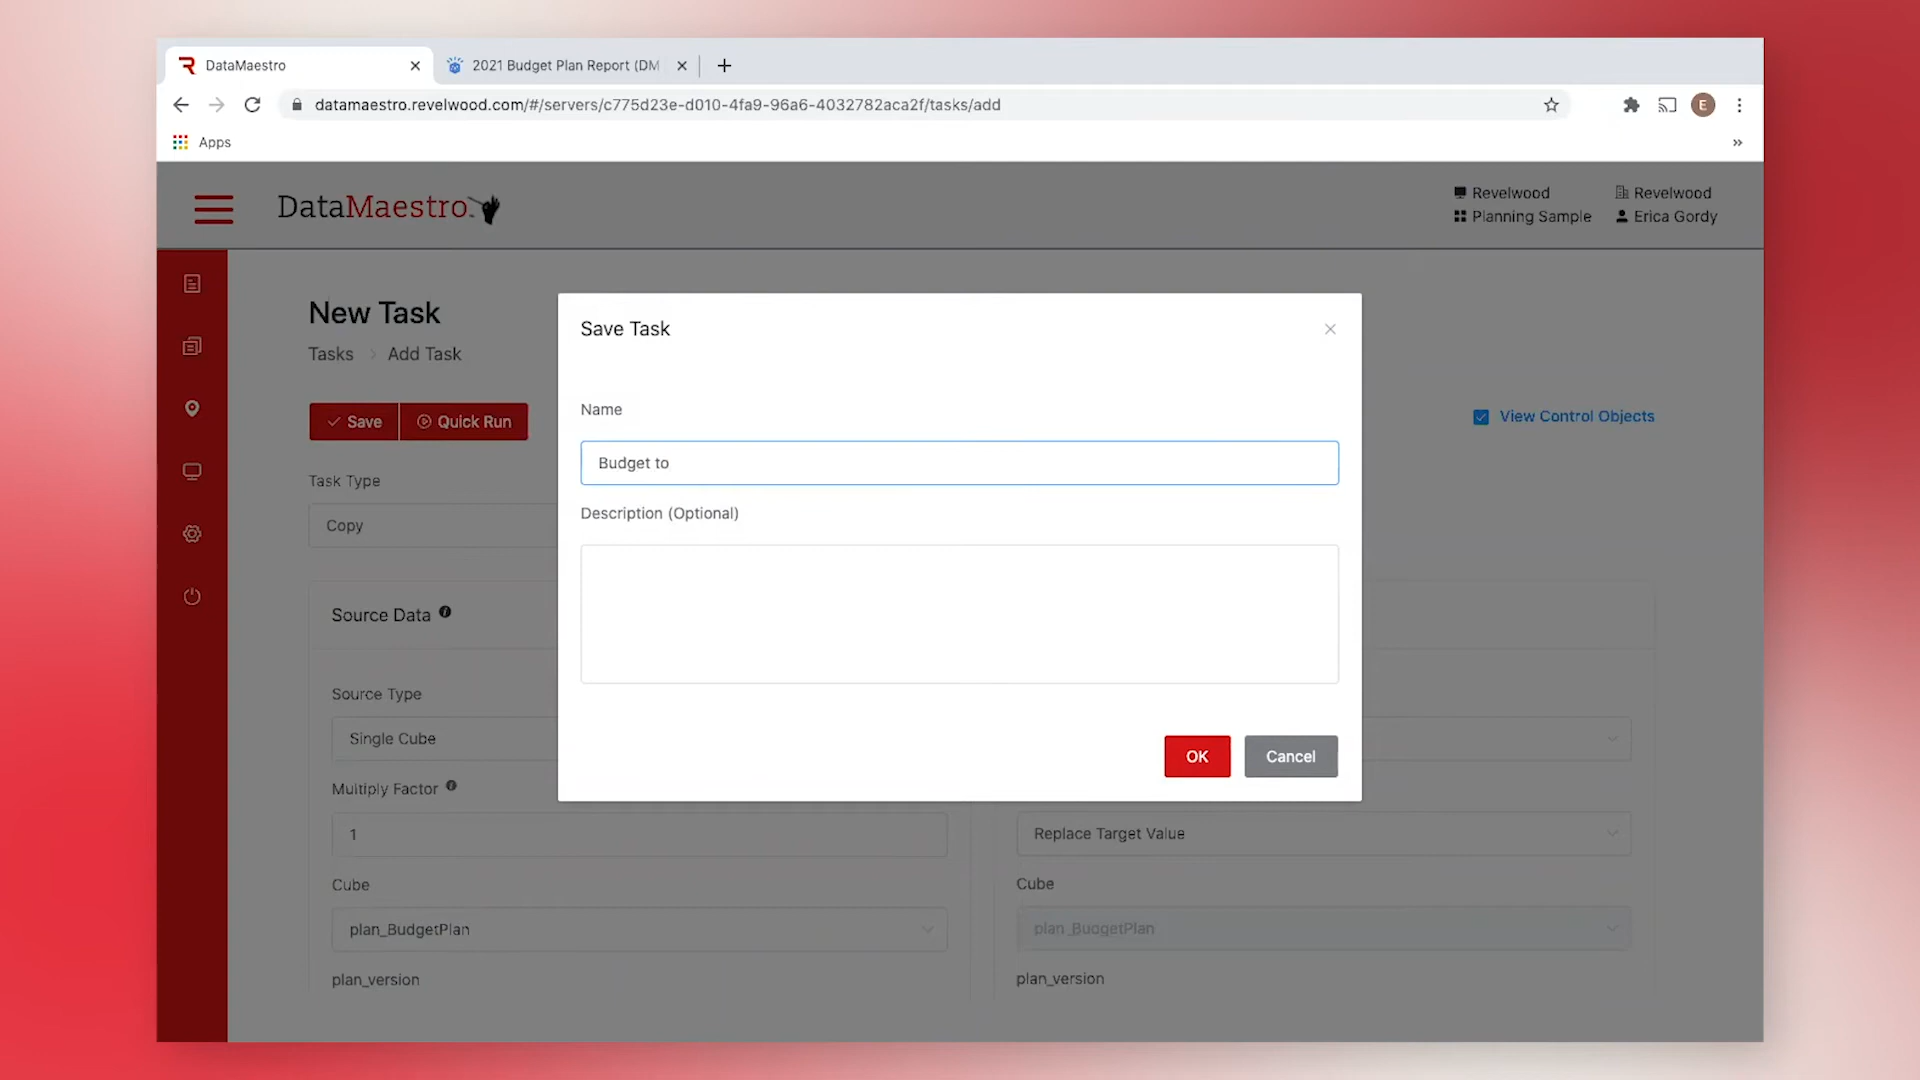 DataMaestro
2021 Budget Plan Report (DM
datamaestro.revelwood.com/#/servers/c775d23e-d010-4fa9-96a6-4032782aca2f/tasks/add
E
Apps
DataMaestro
Revelwood
Revelwood
Planning Sample
Erica Gordy
New Task
Tasks > Add Task
Save
Quick Run
View Control Objects
Task Type
Copy
Source Data
Source Type
Single Cube
Multiply Factor
1
Replace Target Value
Cube
Cube
plan_BudgetPlan
plan_BudgetPlan
plan_version
plan_version
Save Task
Name
Budget to
Description (Optional)
OK
Cancel